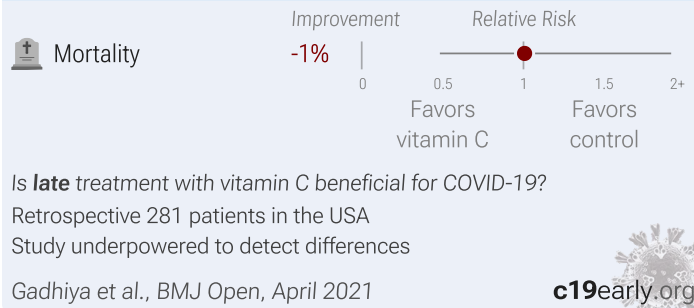 Improvement Relative Risk
Mortality -1%
0 0.5 1 1.5 2+
Favors vitamin C Favors control
Is late treatment with vitamin C beneficial for COVID-19?
Retrospective 281 patients in the USA
Study underpowered to detect differences
Gadhiya et al., BMJ Open, April 2021 c19early.org